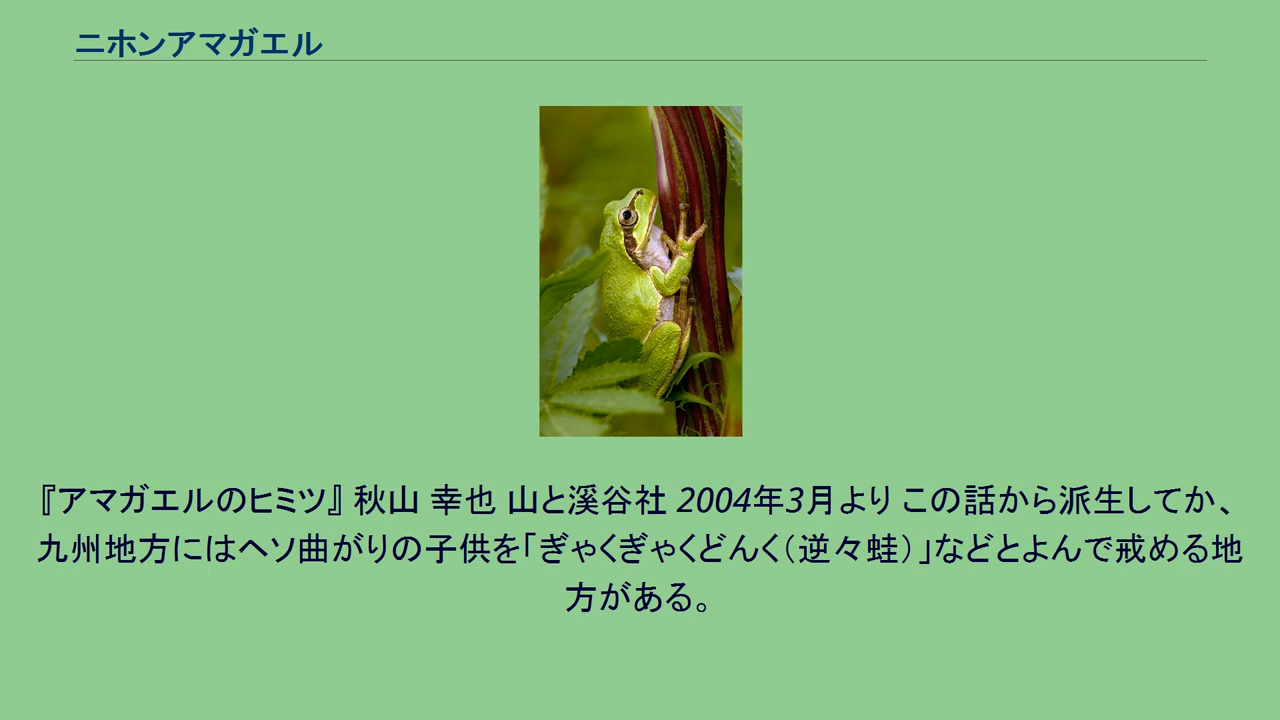 ニホンアマガエル
『アマガエルのヒミツ』 秋山 幸也 山と溪谷社 2004年3月より この話から派生してか、
九州地方にはヘソ曲がりの子供を「ぎゃくぎゃくどんく（逆々蛙）」などとよんで戒める地
方がある。